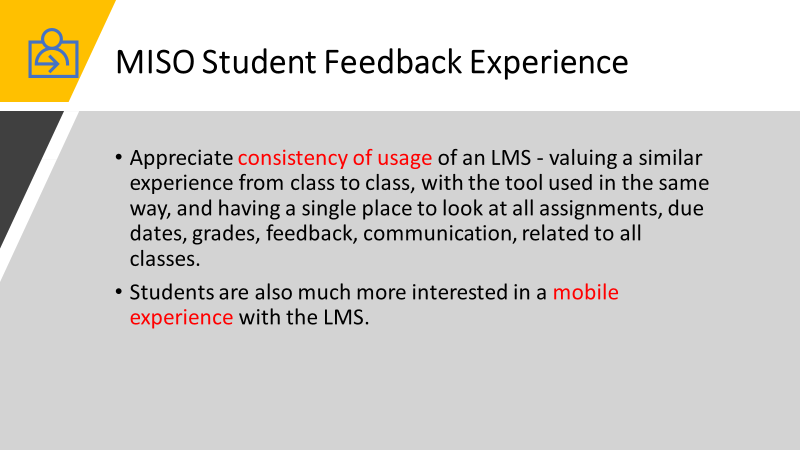 MISO Student Feedback Experience
• Appreciate consistency of usage of an LMS - valuing a similar
experience from class to class, with the tool used in the same
way, and having a single place to look at all assignments, due
dates, grades, feedback, communication, related to all
classes.
• Students are also much more interested in a mobile
experience with the LMS.